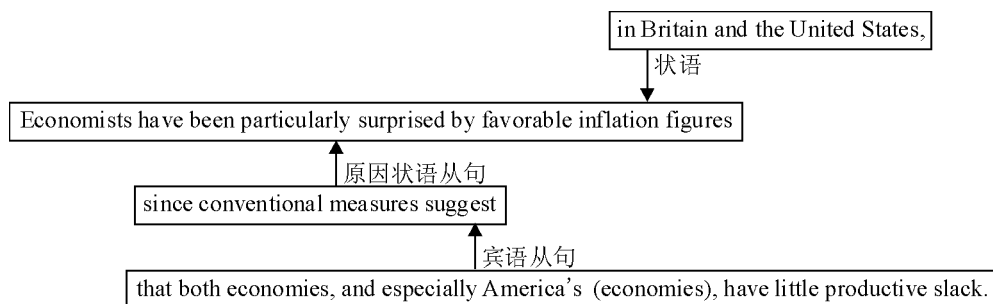 in Britain and the United States,
状语
Economists have been particularly surprised by favorable inflation figures
原因状语从句
since conventional measures suggest
宾语从句
that both economies, and especially America's (economies), have little productive slack.